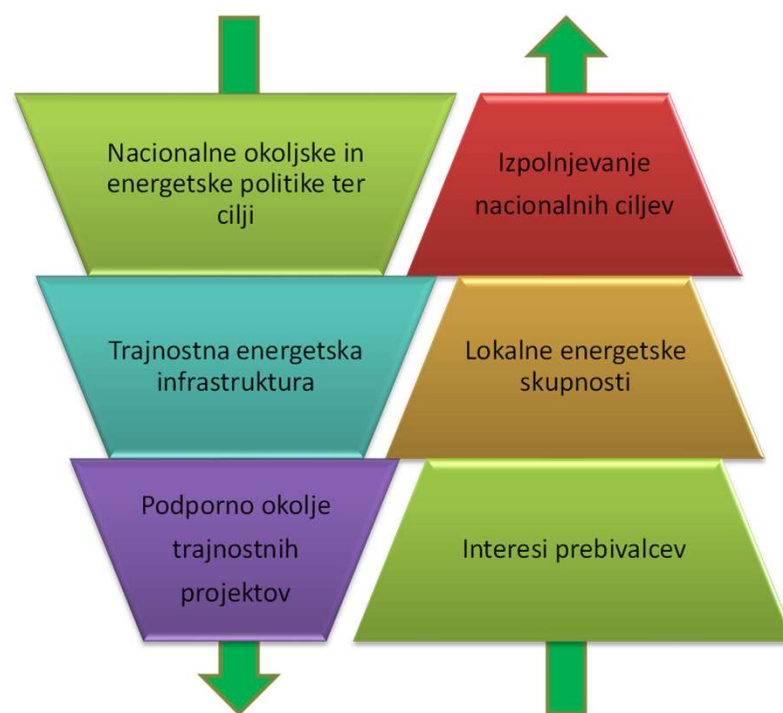 Nacionalne okoljske in
energetske politike ter
cilji
Trajnostna energetska
infrastruktura
Podporno okolje
trajnostnih
projektov
Izpolnjevanje
nacionalnih ciljev
Lokalne energetske
skupnosti
Interesi prebivalcev